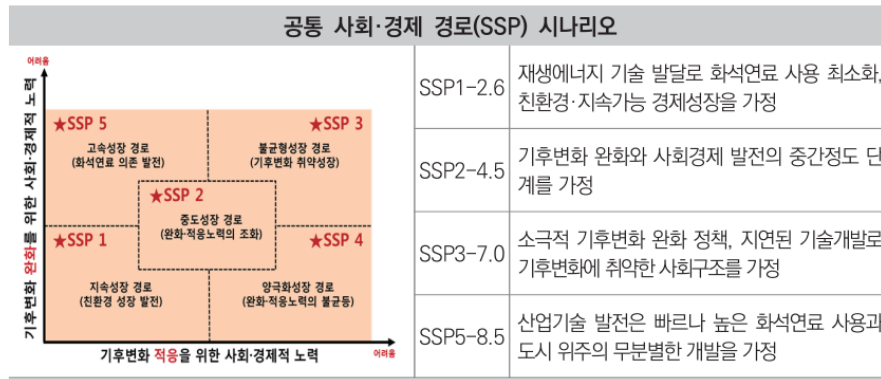 공통 사회·경제 경로(SSP) 시나리오
어려움
기후변화 완화를 위한 사회·경제적 노력
★SSP 5
고속성장 경로
(화석연료 의존 발전)
★SSP 3
불균형성장 경로
(기후변화 취약성장)
★SSP 2
중도성장 경로
(완화·적응노력의 조화)
★SSP 1
지속성장 경로
(친환경 성장 발전)
★SSP 4
양극화성장 경로
(완화·적응노력의 불균등)
기후변화 적응을 위한 사회·경제적 노력
어려움
SSP1-2.6
재생에너지 기술 발달로 화석연료 사용 최소화,
친환경·지속가능 경제성장을 가정
SSP2-4.5
기후변화 완화와 사회경제 발전의 중간정도 단
계를 가정
SSP3-7.0
소극적 기후변화 완화 정책, 지연된 기술개발로
기후변화에 취약한 사회구조를 가정
SSP5-8.5
산업기술 발전은 빠르나 높은 화석연료 사용과
도시 위주의 무분별한 개발을 가정